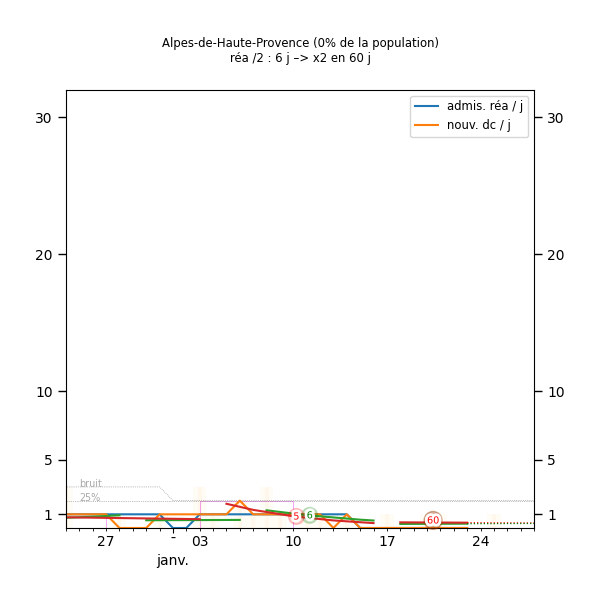 Alpes-de-Haute-Provence (0% de la population)
réa /2 : 6 j –> x2 en 60 j
admis. réa / j
nouv. dc / j
30 30
20 20
10 10
5 5
bruit
25%
1 5 6 60 1
27 - 03 10 17 24
janv.